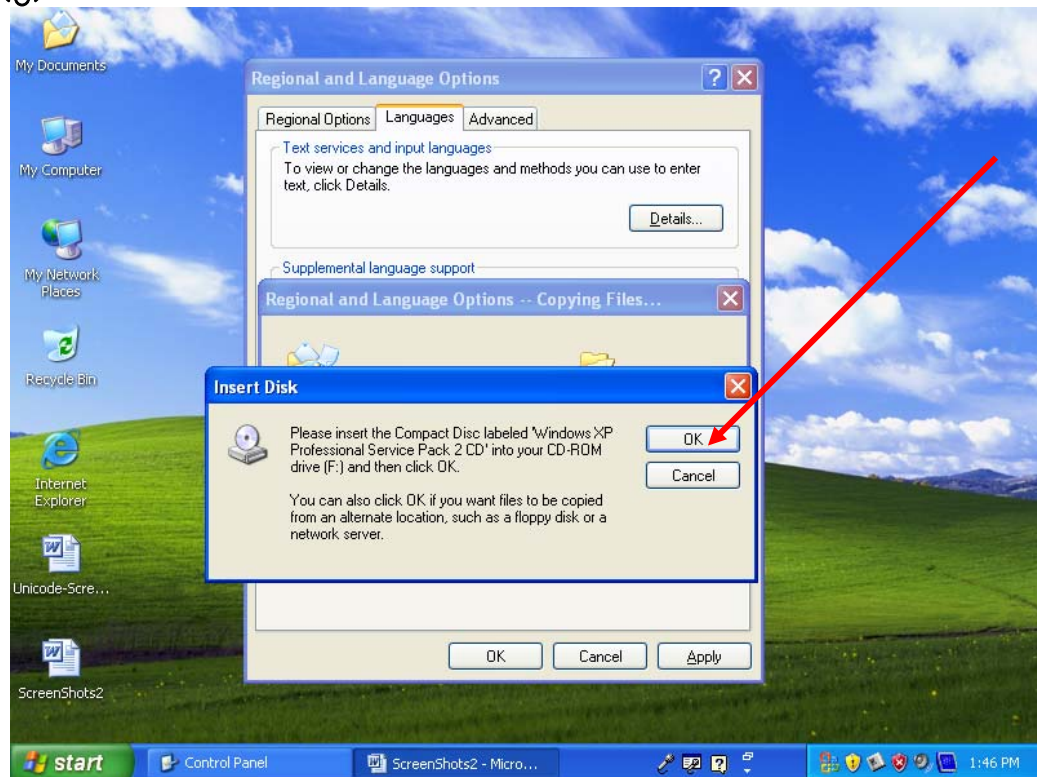 My Documents
My Computer
My Network
Places
Recycle Bin
Internet
Explorer
Unicode-Scre...
ScreenShots2
Regional and Language Options
Regional Options Languages Advanced
Text services and input languages
To view or change the languages and methods you can use to enter
text, click Details.
Details...
Supplemental language support
Regional and Language Options -- Copying Files...
Insert Disk
Please insert the Compact Disc labeled 'Windows XP
Professional Service Pack 2 CD' into your CD-ROM
drive (F:) and then click OK.
You can also click OK if you want files to be copied
from an alternate location, such as a floppy disk or a
network server.
OK
Cancel
OK Cancel Apply
start Control Panel ScreenShots2 - Micro... 1:46 PM